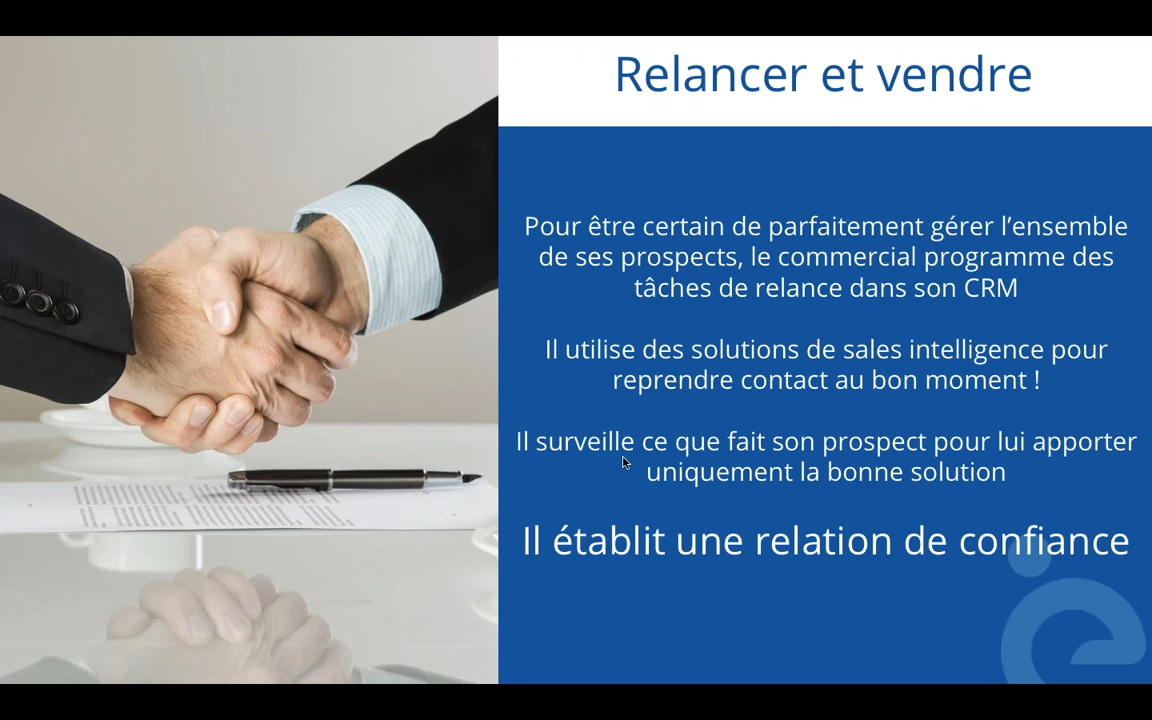 Relancer et vendre
Pour être certain de parfaitement gérer l’ensemble
de ses prospects, le commercial programme des
tâches de relance dans son CRM
Il utilise des solutions de sales intelligence pour
reprendre contact au bon moment !
Il surveille ce que fait son prospect pour lui apporter
uniquement la bonne solution
Il établit une relation de confiance